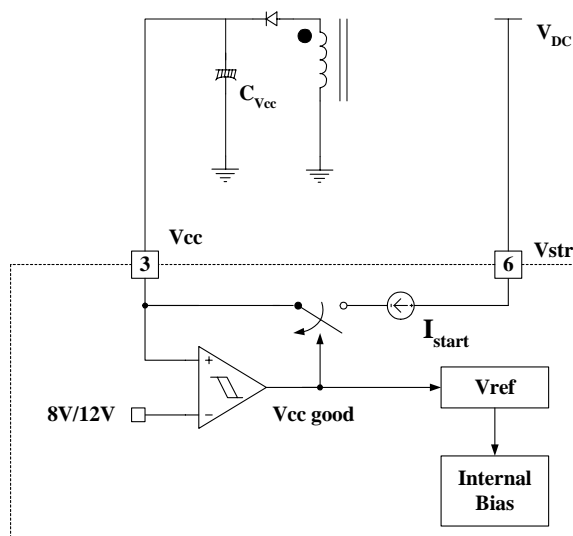 V_DC
C_Vcc
Vcc
Vstr
3
6
I_start
+
−
8V/12V
Vcc good
Vref
Internal
Bias